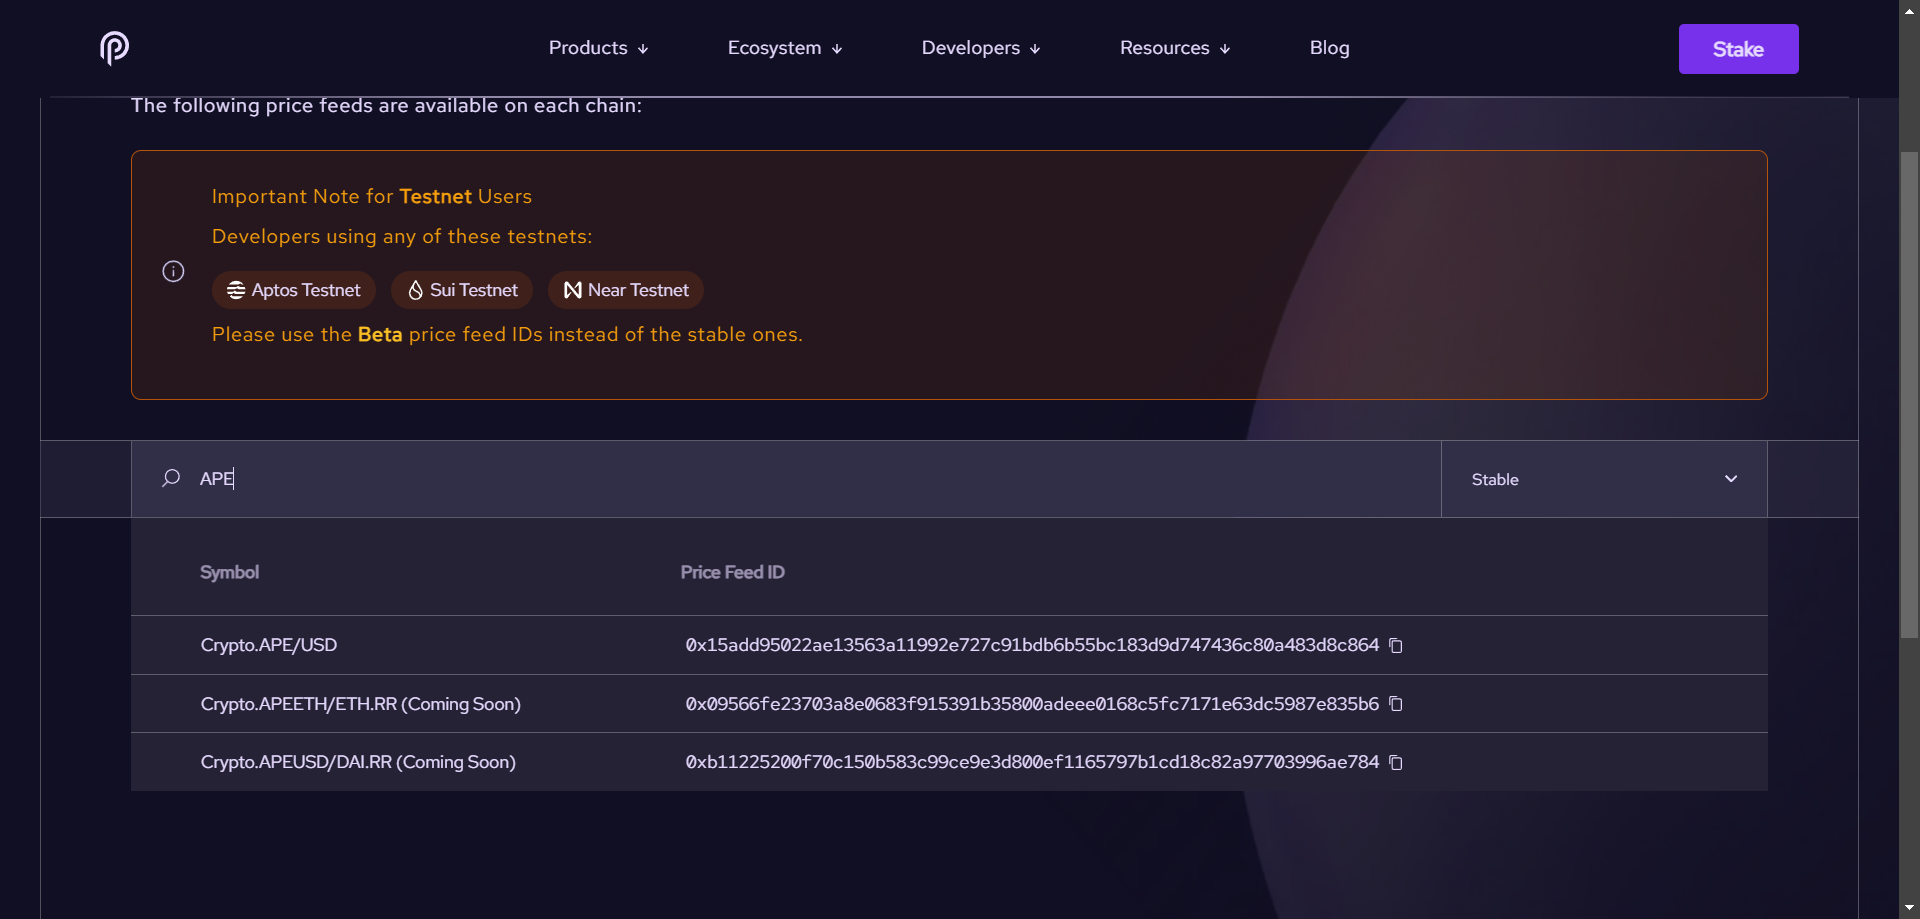 Products
Ecosystem
Developers
Resources
Blog
Stake
The following price feeds are available on each chain:
Important Note for Testnet Users
Developers using any of these testnets:
Aptos Testnet
Sui Testnet
Near Testnet
Please use the Beta price feed IDs instead of the stable ones.
APE
Stable
Symbol
Price Feed ID
Crypto.APE/USD
0x15add95022ae13563a11992e727c91bdb6b55bc183d9d747436c80a483d8c864
Crypto.APEETH/ETH.RR (Coming Soon)
0x09566fe23703a8e0683f915391b35800adeee0168c5fc7171e63dc5987e835b6
Crypto.APEUSD/DAI.RR (Coming Soon)
0xb11225200f70c150b583c99ce9e3d800ef1165797b1cd18c82a97703996ae784